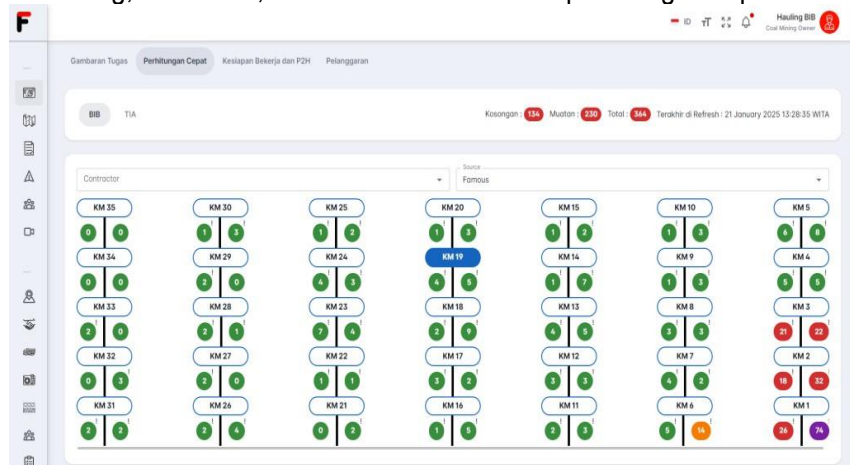 F
ID
Hauling BIB
Coal Mining Owner
Gambaran Tugas Perhitungan Cepat Kesiapan Bekerja dan P2H Pelanggaran
BIB TIA Kosongan : 134 Muatan : 230 Total : 364 Terakhir di Refresh : 21 January 2025 13:28:35 WITA
Contractor
Source
Famous
KM 35 KM 30 KM 25 KM 20 KM 15 KM 10 KM 5
0 0 1 3 1 2 1 3 1 2 1 3 6 8
KM 34 KM 29 KM 24 KM 19 KM 14 KM 9 KM 4
0 0 2 0 4 3 4 5 1 7 1 3 5 5
KM 33 KM 28 KM 23 KM 18 KM 13 KM 8 KM 3
2 0 2 1 7 4 2 9 4 5 3 3 21 22
KM 32 KM 27 KM 22 KM 17 KM 12 KM 7 KM 2
0 3 2 0 1 1 3 2 3 3 4 2 18 32
KM 31 KM 26 KM 21 KM 16 KM 11 KM 6 KM 1
2 2 2 4 0 2 1 5 2 3 5 14 26 74